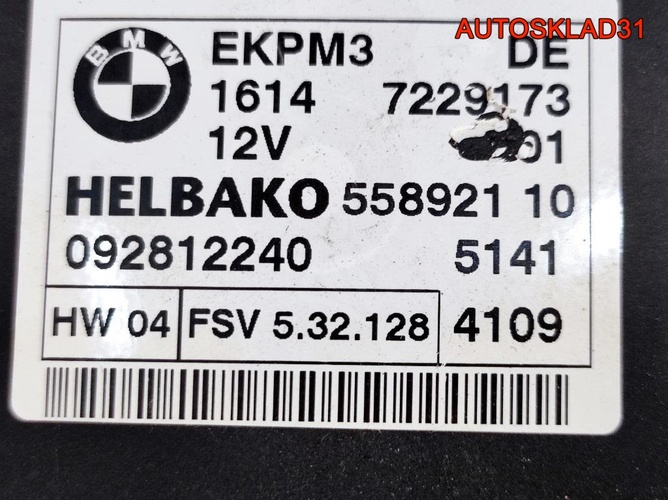 AUTOSKLAD31
BMW EKPM3 DE
1614 7229173
12V 01
HELBAKO 558921 10
092812240 5141
HW 04 FSV 5.32.128 4109